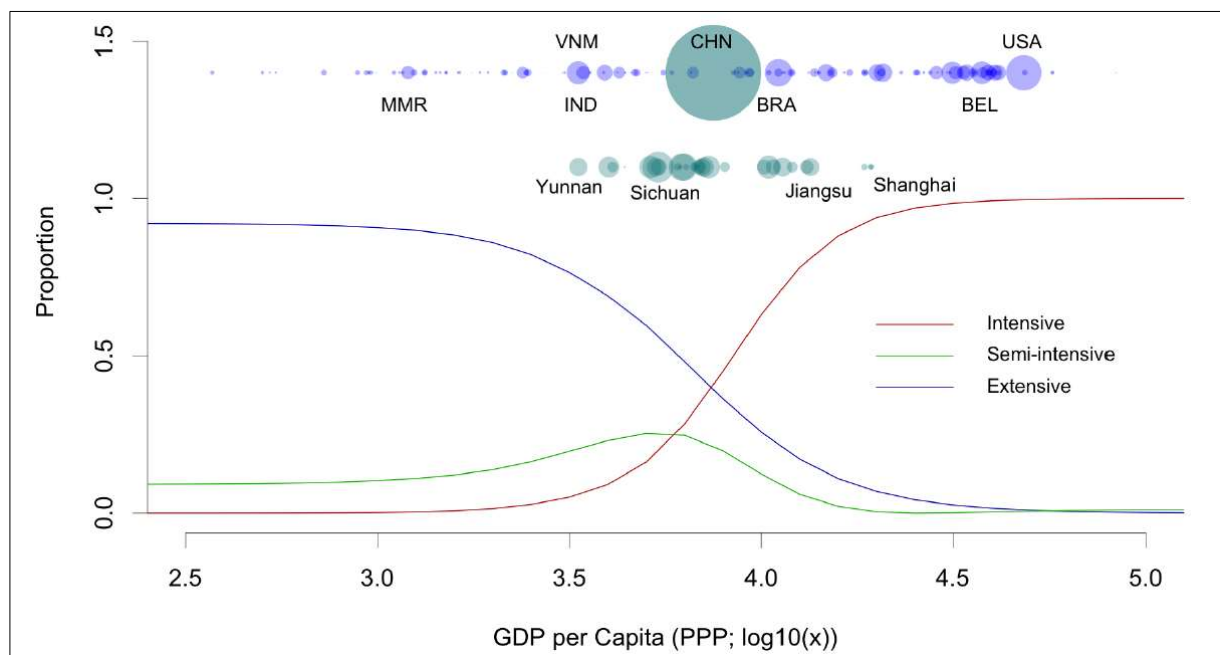 1.5
VNM
CHN
USA
MMR
IND
BRA
BEL
Yunnan
Sichuan
Jiangsu
Shanghai
1.0
Proportion
Intensive
0.5
Semi-intensive
Extensive
0.0
2.5 3.0 3.5 4.0 4.5 5.0
GDP per Capita (PPP; log10(x))